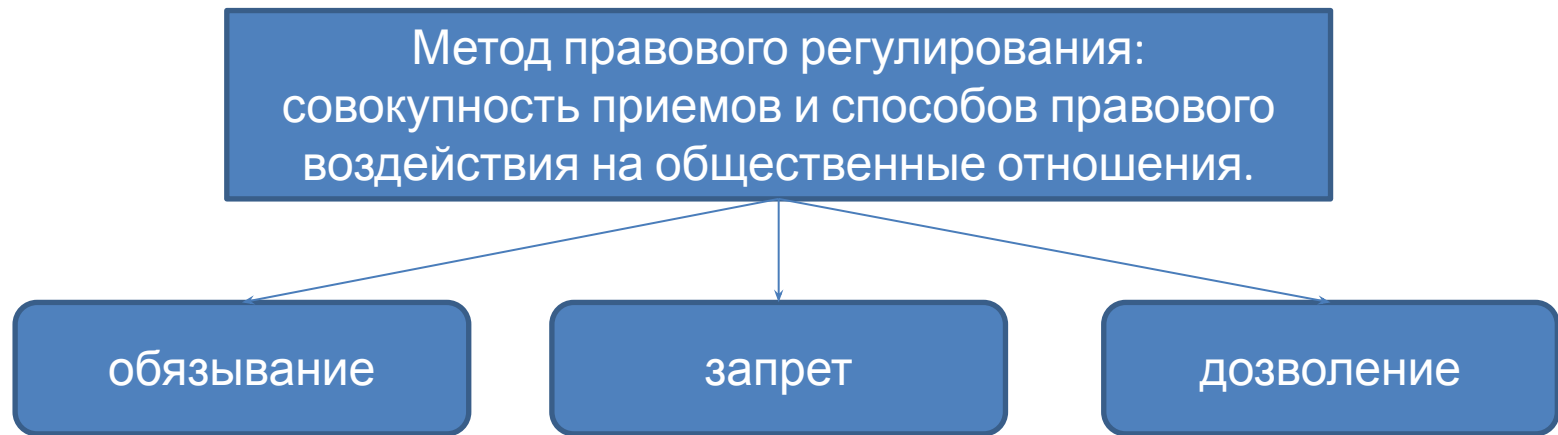 Метод правового регулирования:
совокупность приемов и способов правового
воздействия на общественные отношения.
обязывание
запрет
дозволение